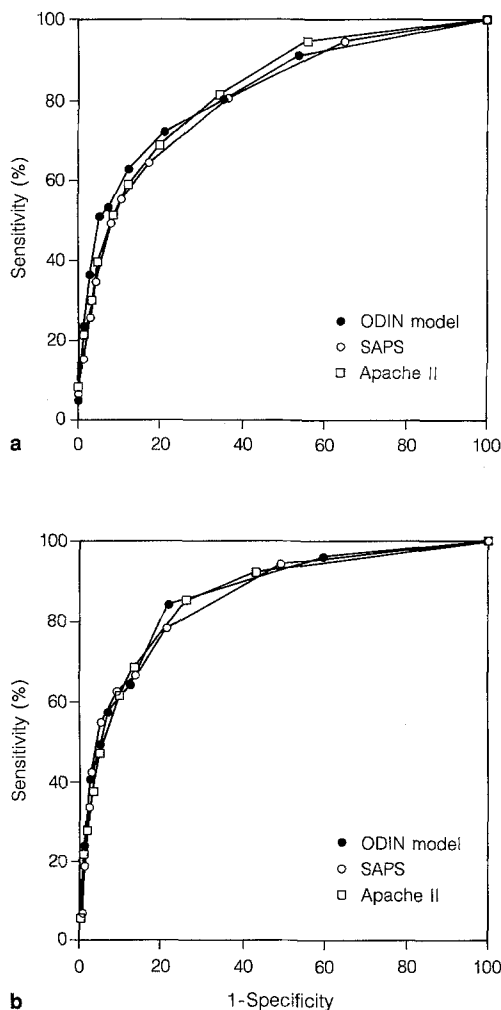 a
Sensitivity (%)
100
80
60
40
20
0
0 20 40 60 80 100
ODIN model
SAPS
Apache II
b
Sensitivity (%)
100
80
60
40
20
0
0 20 40 60 80 100
1-Specificity
ODIN model
SAPS
Apache II